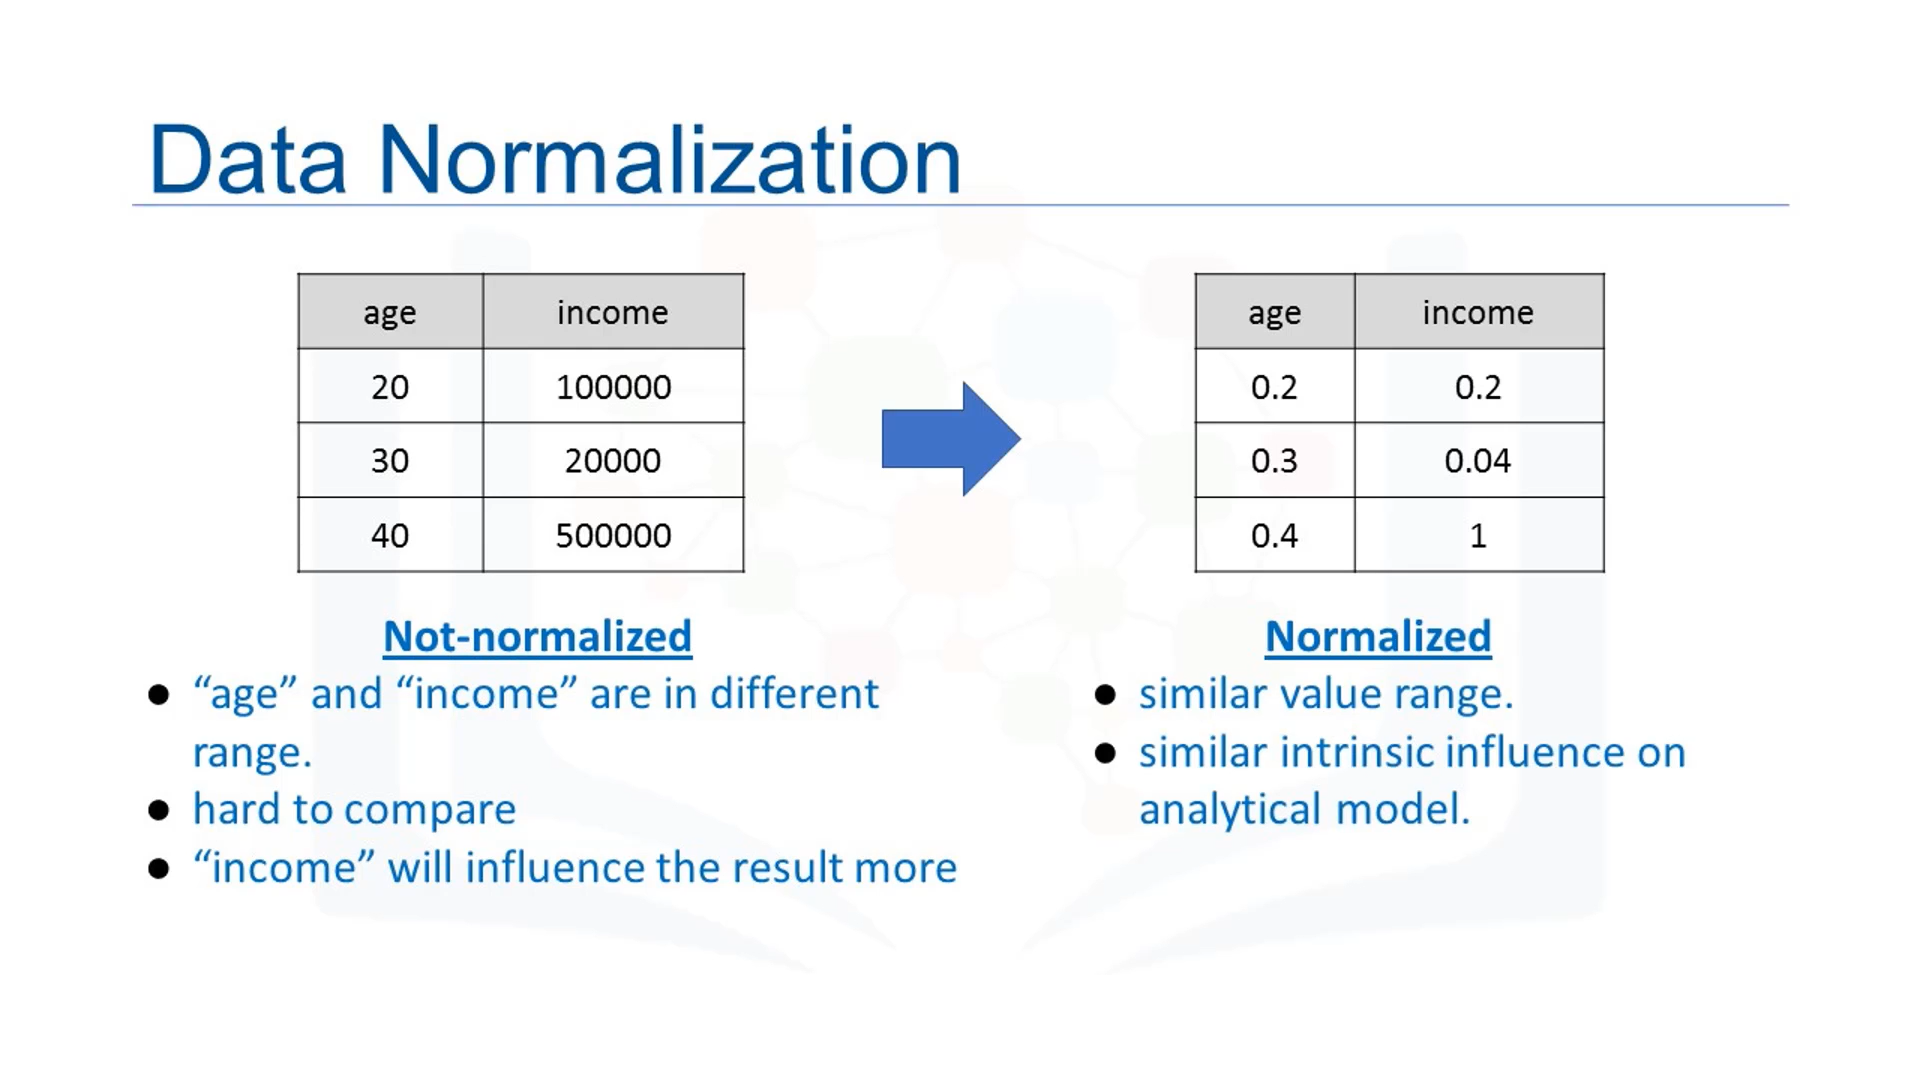 Data Normalization
age income
20 100000
30 20000
40 500000
age income
0.2 0.2
0.3 0.04
0.4 1
Not-normalized
● “age” and “income” are in different
range.
● hard to compare
● “income” will influence the result more
Normalized
● similar value range.
● similar intrinsic influence on
analytical model.